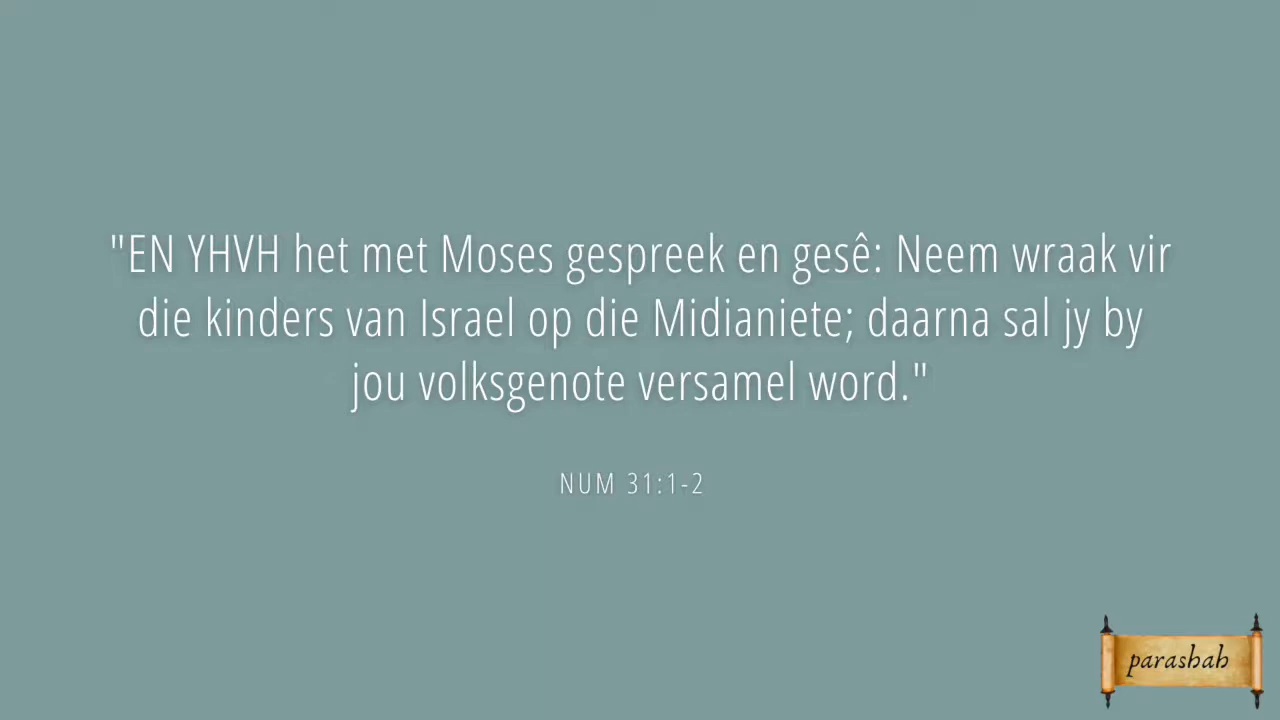 "EN YHVH het met Moses gespreek en gesê: Neem wraak vir
die kinders van Israel op die Midianiete; daarna sal jy by
jou volksgenote versamel word."
NUM 31:1-2
parashah